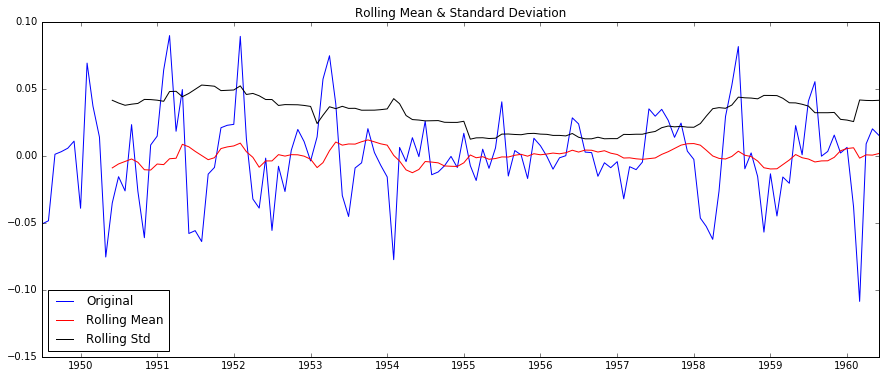 Rolling Mean & Standard Deviation
0.10
0.05
0.00
−0.05
−0.10
−0.15
Original
Rolling Mean
Rolling Std
1950 1951 1952 1953 1954 1955 1956 1957 1958 1959 1960